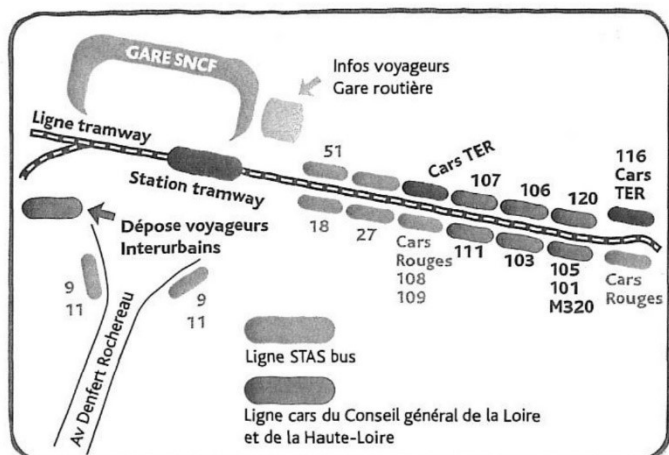 GARE SNCF
Infos voyageurs
Gare routière
Ligne tramway
Station tramway
51
Cars TER
107
106
120
116
Cars
TER
Dépose voyageurs
Interurbains
18
27
Cars
Rouges
108
109
111
103
105
101
M320
Cars
Rouges
9
11
9
11
Av Denfert Rochereau
Ligne STAS bus
Ligne cars du Conseil général de la Loire
et de la Haute-Loire